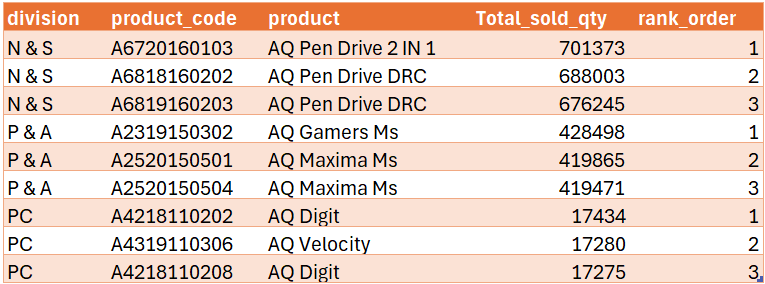 division product_code product Total_sold_qty rank_order
N & S A6720160103 AQ Pen Drive 2 IN 1 701373 1
N & S A6818160202 AQ Pen Drive DRC 688003 2
N & S A6819160203 AQ Pen Drive DRC 676245 3
P & A A2319150302 AQ Gamers Ms 428498 1
P & A A2520150501 AQ Maxima Ms 419865 2
P & A A2520150504 AQ Maxima Ms 419471 3
PC A4218110202 AQ Digit 17434 1
PC A4319110306 AQ Velocity 17280 2
PC A4218110208 AQ Digit 17275 3